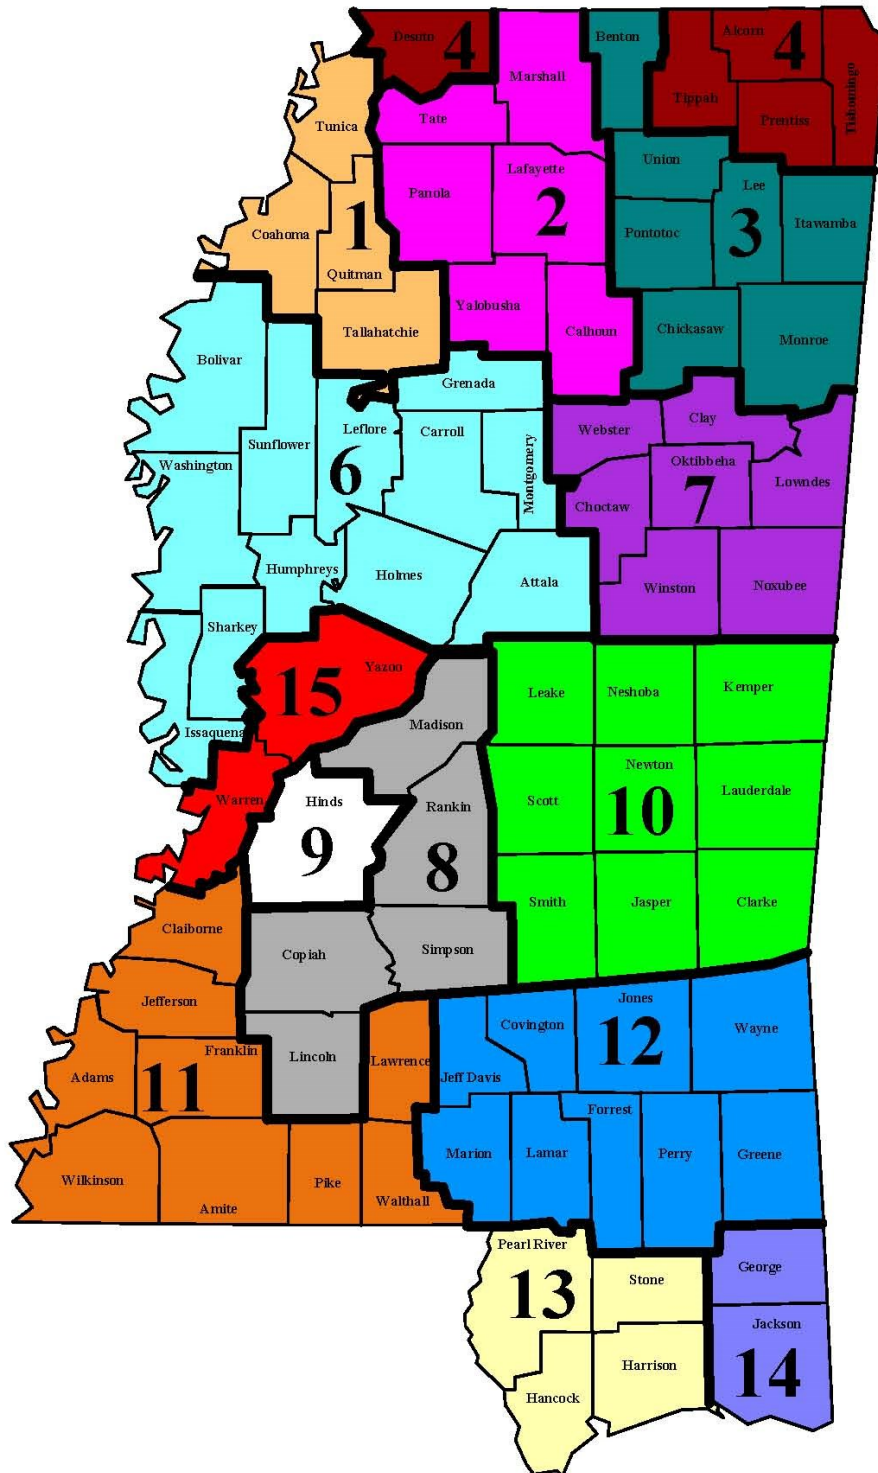 Desoto
4
Marshall
Benton
Alcorn
4
Tippah
Prentiss
Tishomingo
Tunica
Tate
Panola
Lafayette
2
Union
Lee
3
Pontotoc
Itawamba
Coahoma
1
Quitman
Tallahatchie
Yalobusha
Calhoun
Chickasaw
Monroe
Bolivar
Grenada
Sunflower
Leflore
6
Carroll
Montgomery
Washington
Webster
Clay
Oktibbeha
7
Choctaw
Lowndes
Humphreys
Holmes
Attala
Winston
Noxubee
Sharkey
Issaquena
15
Yazoo
Madison
Leake
Neshoba
Kemper
Warren
Hinds
9
Rankin
8
Scott
Newton
10
Lauderdale
Smith
Jasper
Clarke
Claiborne
Copiah
Simpson
Jefferson
Franklin
11
Adams
Lincoln
Lawrence
Jeff Davis
Covington
Jones
12
Wayne
Wilkinson
Amite
Pike
Walthall
Marion
Lamar
Forrest
Perry
Greene
Pearl River
13
Stone
George
Hancock
Harrison
Jackson
14